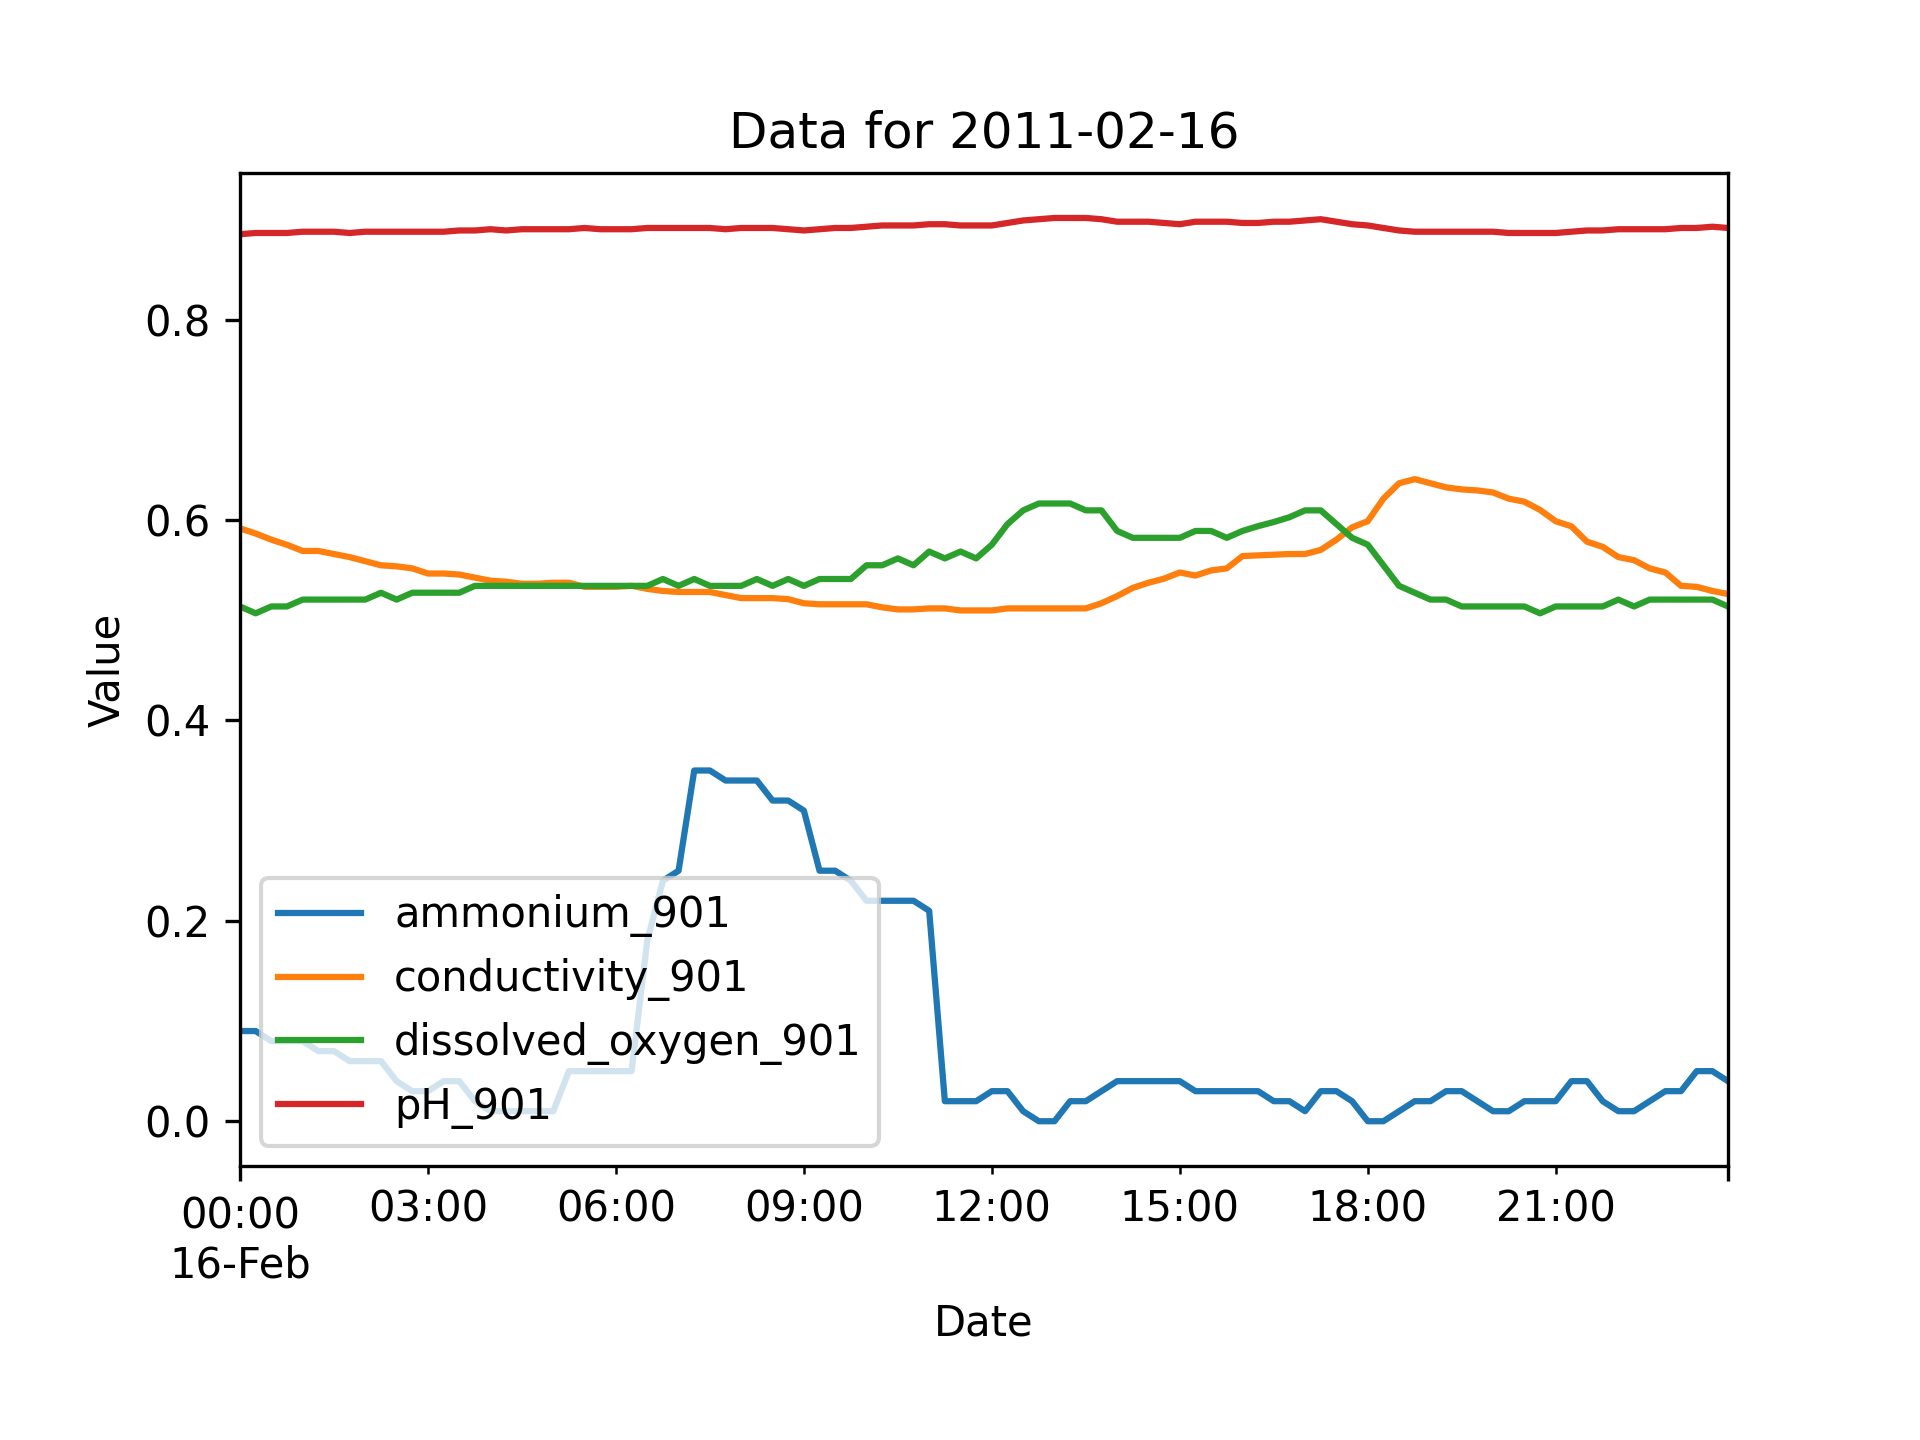 Data for 2011-02-16
Value
0.8
0.6
0.4
0.2
0.0
ammonium_901
conductivity_901
dissolved_oxygen_901
pH_901
00:00 03:00 06:00 09:00 12:00 15:00 18:00 21:00
16-Feb
Date